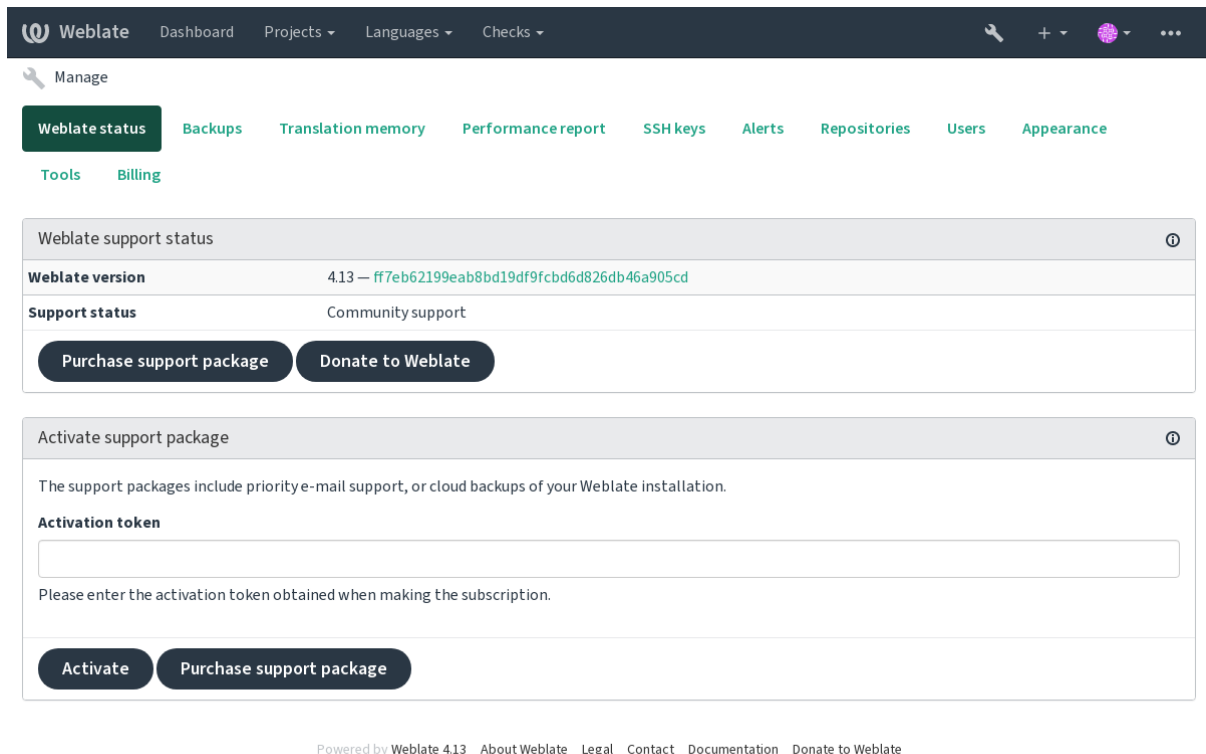 Weblate Dashboard Projects Languages Checks
Manage
Weblate status Backups Translation memory Performance report SSH keys Alerts Repositories Users Appearance
Tools Billing
Weblate support status
Weblate version 4.13 — ff7eb62199eab8bd19df9fcbd6d826db46a905cd
Support status Community support
Purchase support package Donate to Weblate
Activate support package
The support packages include priority e-mail support, or cloud backups of your Weblate installation.
Activation token
Please enter the activation token obtained when making the subscription.
Activate Purchase support package
Powered by Weblate 4.13 About Weblate Legal Contact Documentation Donate to Weblate